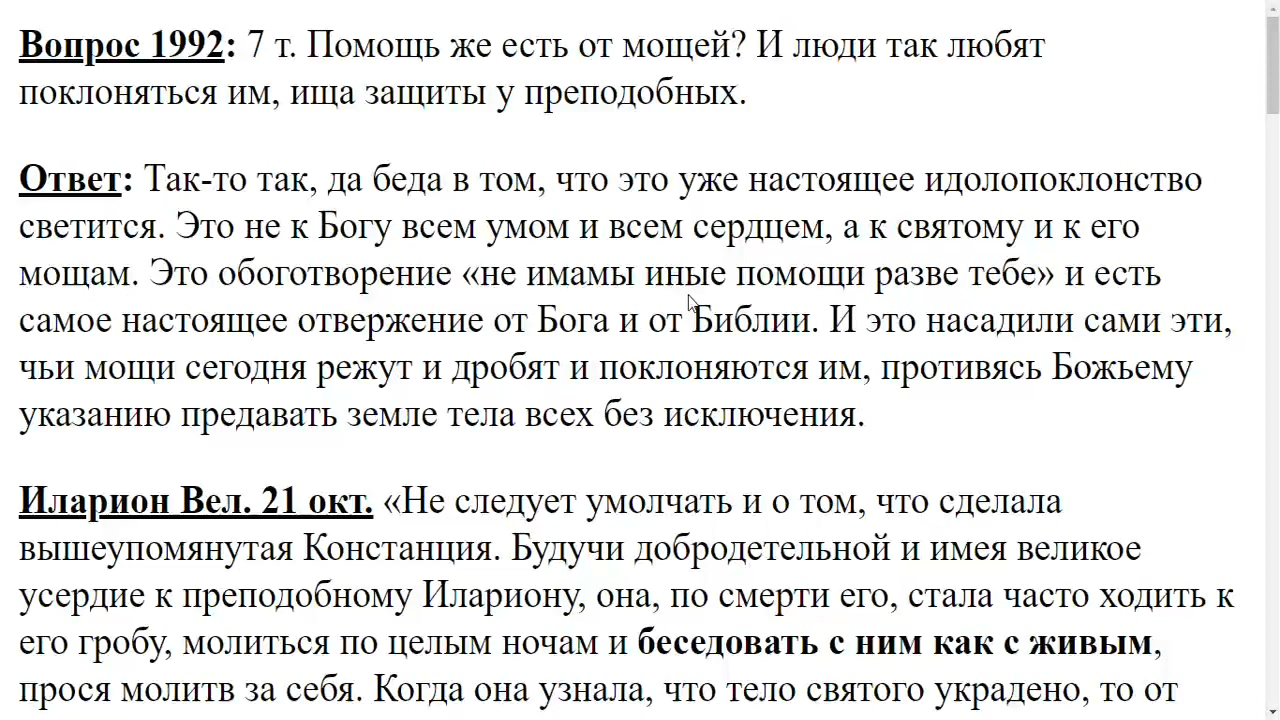 Вопрос 1992: 7 т. Помощь же есть от мощей? И люди так любят
поклоняться им, ища защиты у преподобных.
Ответ: Так-то так, да беда в том, что это уже настоящее идолопоклонство
светится. Это не к Богу всем умом и всем сердцем, а к святому и к его
мощам. Это обоготворение «не имамы иные помощи разве тебе» и есть
самое настоящее отвержение от Бога и от Библии. И это насадили сами эти,
чьи мощи сегодня режут и дробят и поклоняются им, противясь Божьему
указанию предавать земле тела всех без исключения.
Иларион Вел. 21 окт. «Не следует умолчать и о том, что сделала
вышеупомянутая Констанция. Будучи добродетельной и имея великое
усердие к преподобному Илариону, она, по смерти его, стала часто ходить к
его гробу, молиться по целым ночам и беседовать с ним как с живым,
прося молитв за себя. Когда она узнала, что тело святого украдено, то от